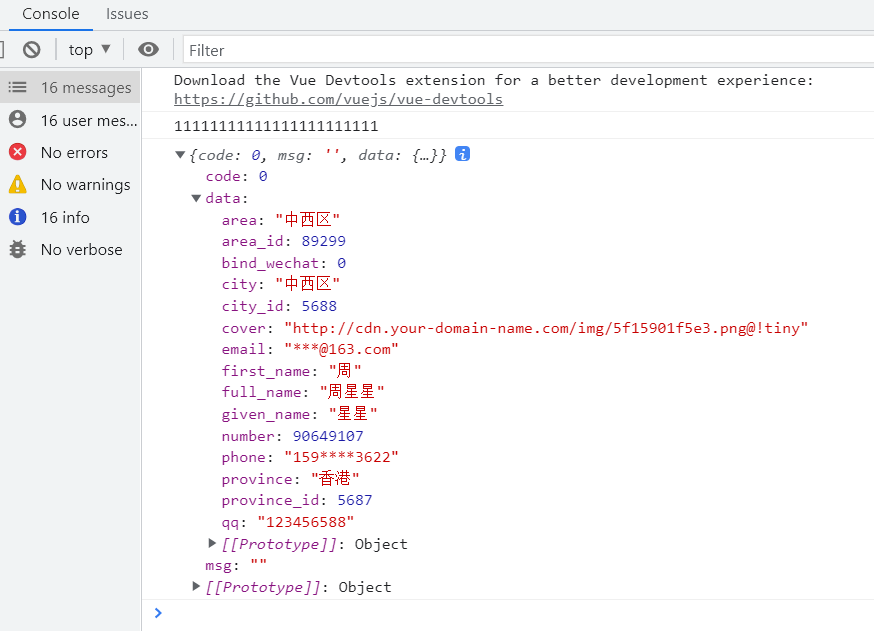 Console Issues
top Filter
16 messages
16 user mes...
No errors
No warnings
16 info
No verbose
Download the Vue Devtools extension for a better development experience:
https://github.com/vuejs/vue-devtools
11111111111111111111111
{code: 0, msg: '', data: {…}}
code: 0
data:
area: "中西区"
area_id: 89299
bind_wechat: 0
city: "中西区"
city_id: 5688
cover: "http://cdn.your-domain-name.com/img/5f15901f5e3.png@!tiny"
email: "***@163.com"
first_name: "周"
full_name: "周星星"
given_name: "星星"
number: 90649107
phone: "159****3622"
province: "香港"
province_id: 5687
qq: "123456588"
[[Prototype]]: Object
msg: ""
[[Prototype]]: Object